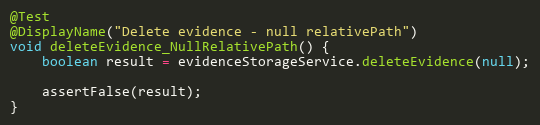 @Test
@DisplayName("Delete evidence - null relativePath")
void deleteEvidence_NullRelativePath() {
    boolean result = evidenceStorageService.deleteEvidence(null);

    assertFalse(result);
}